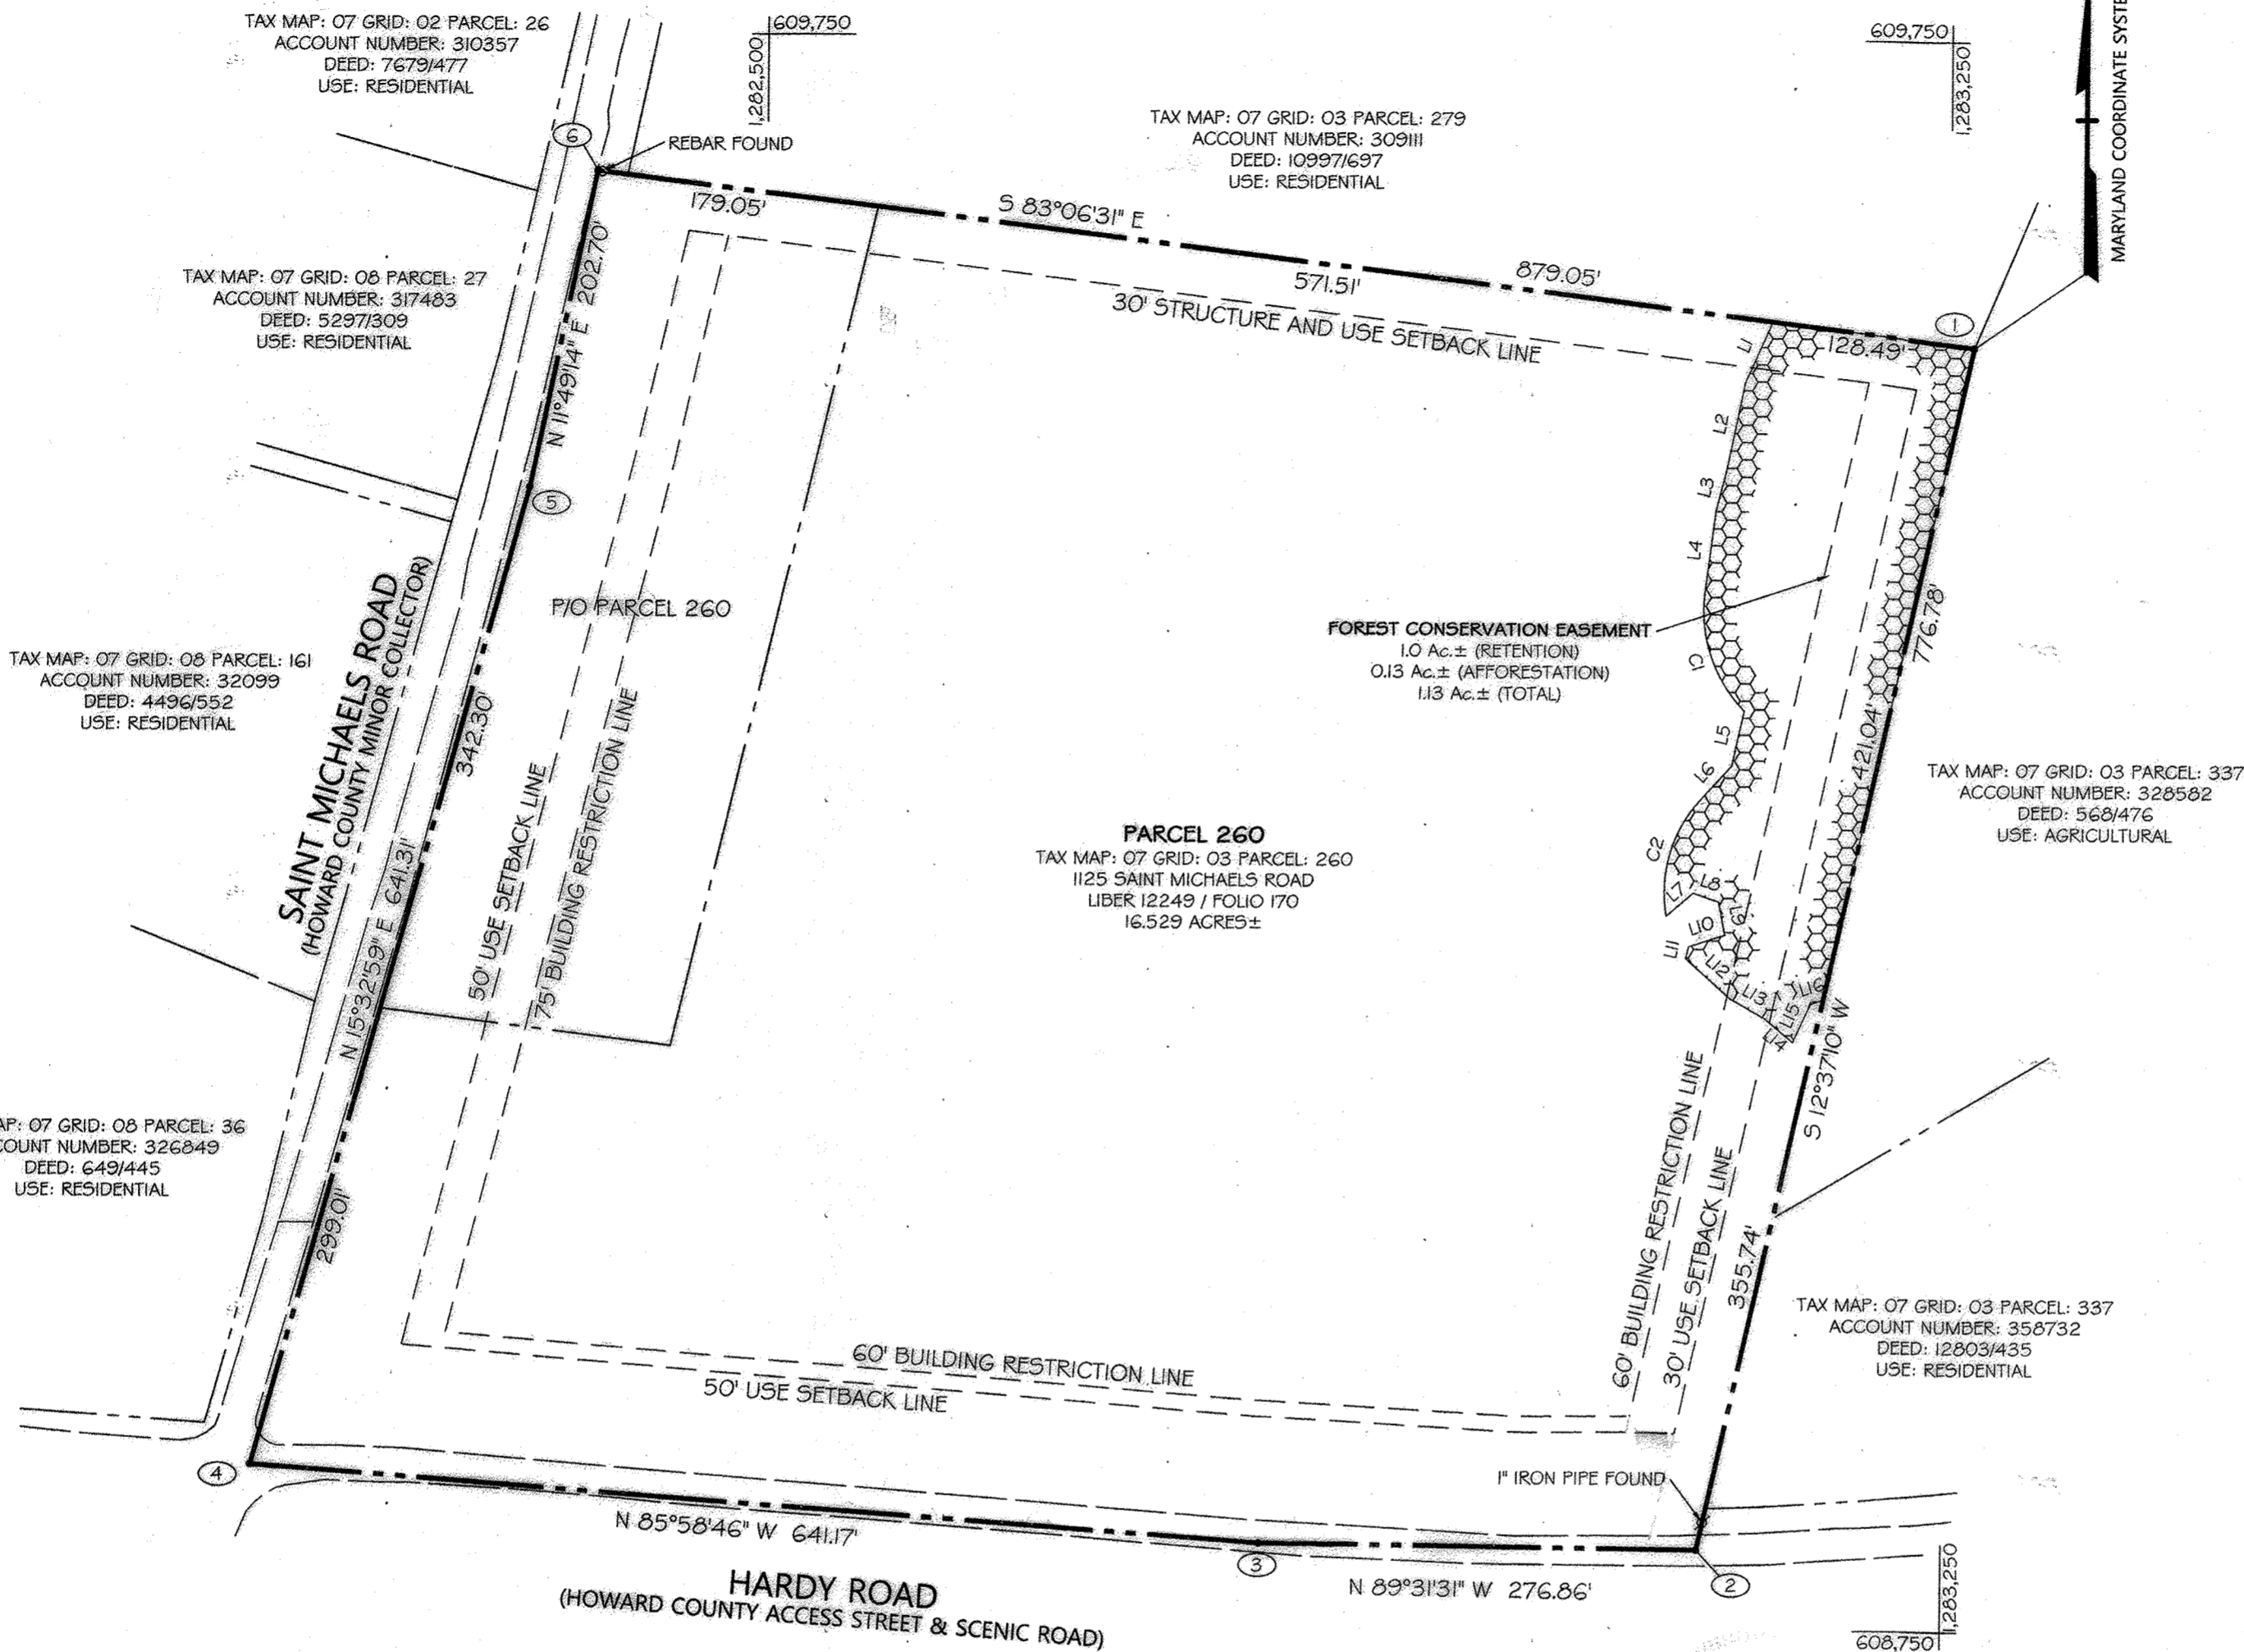 TAX MAP: 07 GRID: 02 PARCEL: 26
ACCOUNT NUMBER: 310357
DEED: 7679/477
USE: RESIDENTIAL
609,750
1,282,500
609,750
1,283,250
MARYLAND COORDINATE
TAX MAP: 07 GRID: 03 PARCEL: 279
ACCOUNT NUMBER: 309111
DEED: 10997/697
USE: RESIDENTIAL
6
REBAR FOUND
179.05'
S 83°06'31" E
571.51'
879.05'
30' STRUCTURE AND USE SETBACK LINE
1
128.49'
N 11°49'14" E 202.70'
TAX MAP: 07 GRID: 08 PARCEL: 27
ACCOUNT NUMBER: 317483
DEED: 5297/309
USE: RESIDENTIAL
L1
L2
L3
L4
C1
L5
L6
C2
L7
L8
L9
L10
L11
L12
L13
L14
L15
L16
5
P/O PARCEL 260
FOREST CONSERVATION EASEMENT
1.0 Ac.± (RETENTION)
0.13 Ac.± (AFFORESTATION)
1.13 Ac.± (TOTAL)
776.78'
421.04'
TAX MAP: 07 GRID: 08 PARCEL: 161
ACCOUNT NUMBER: 32099
DEED: 4496/552
USE: RESIDENTIAL
SAINT MICHAELS ROAD
(HOWARD COUNTY MINOR COLLECTOR)
342.30'
N 15°32'59" E 641.31'
50' USE SETBACK LINE
75' BUILDING RESTRICTION LINE
PARCEL 260
TAX MAP: 07 GRID: 03 PARCEL: 260
1125 SAINT MICHAELS ROAD
LIBER 12249 / FOLIO 170
16.529 ACRES±
TAX MAP: 07 GRID: 03 PARCEL: 337
ACCOUNT NUMBER: 328582
DEED: 568/476
USE: AGRICULTURAL
S 12°37'10" W
: 07 GRID: 08 PARCEL: 36
NUMBER: 326849
DEED: 649/445
USE: RESIDENTIAL
299.01'
60' BUILDING RESTRICTION LINE
30' USE SETBACK LINE
355.74'
TAX MAP: 07 GRID: 03 PARCEL: 337
ACCOUNT NUMBER: 358732
DEED: 12803/435
USE: RESIDENTIAL
60' BUILDING RESTRICTION LINE
50' USE SETBACK LINE
4
1" IRON PIPE FOUND
N 85°58'46" W 641.17'
3
N 89°31'31" W 276.86'
2
HARDY ROAD
(HOWARD COUNTY ACCESS STREET & SCENIC ROAD)
1,283,250
608,750